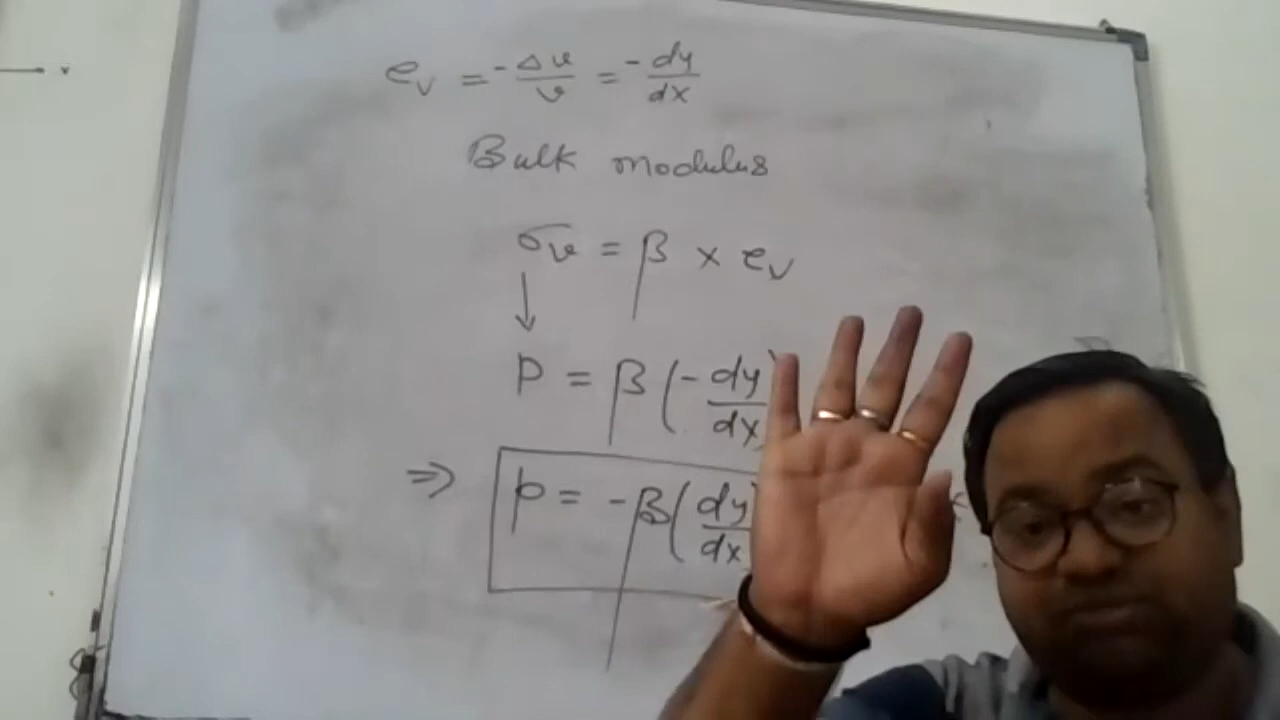 e_v = -Δv/v = -dy/dx
Bulk modulus
σ_v = β × e_v
↓
P = β(-dy/dx)
⇒ p = -β(dy/dx